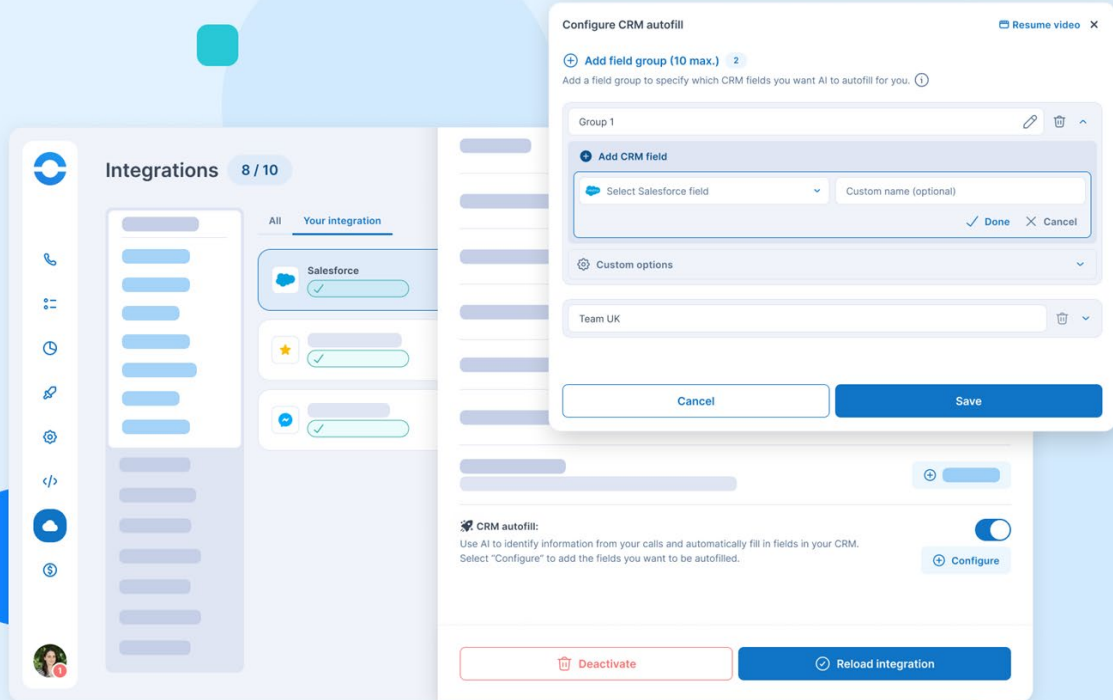 Configure CRM autofill
Resume video
Add field group (10 max.) 2
Add a field group to specify which CRM fields you want AI to autofill for you.
Group 1
Add CRM field
Select Salesforce field
Custom name (optional)
Done
Cancel
Custom options
Team UK
Cancel
Save
Integrations 8 / 10
All
Your integration
Salesforce
CRM autofill:
Use AI to identify information from your calls and automatically fill in fields in your CRM.
Select "Configure" to add the fields you want to be autofilled.
Configure
Deactivate
Reload integration
1